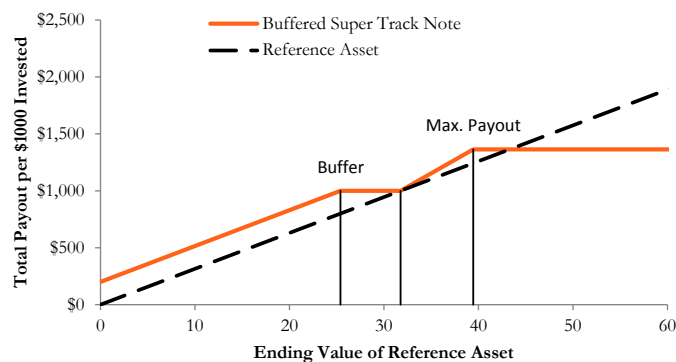 $2,500
$2,000
$1,500
$1,000
$500
$0
Total Payout per $1000 Invested
Buffered Super Track Note
Reference Asset
Max. Payout
Buffer
0 10 20 30 40 50 60
Ending Value of Reference Asset